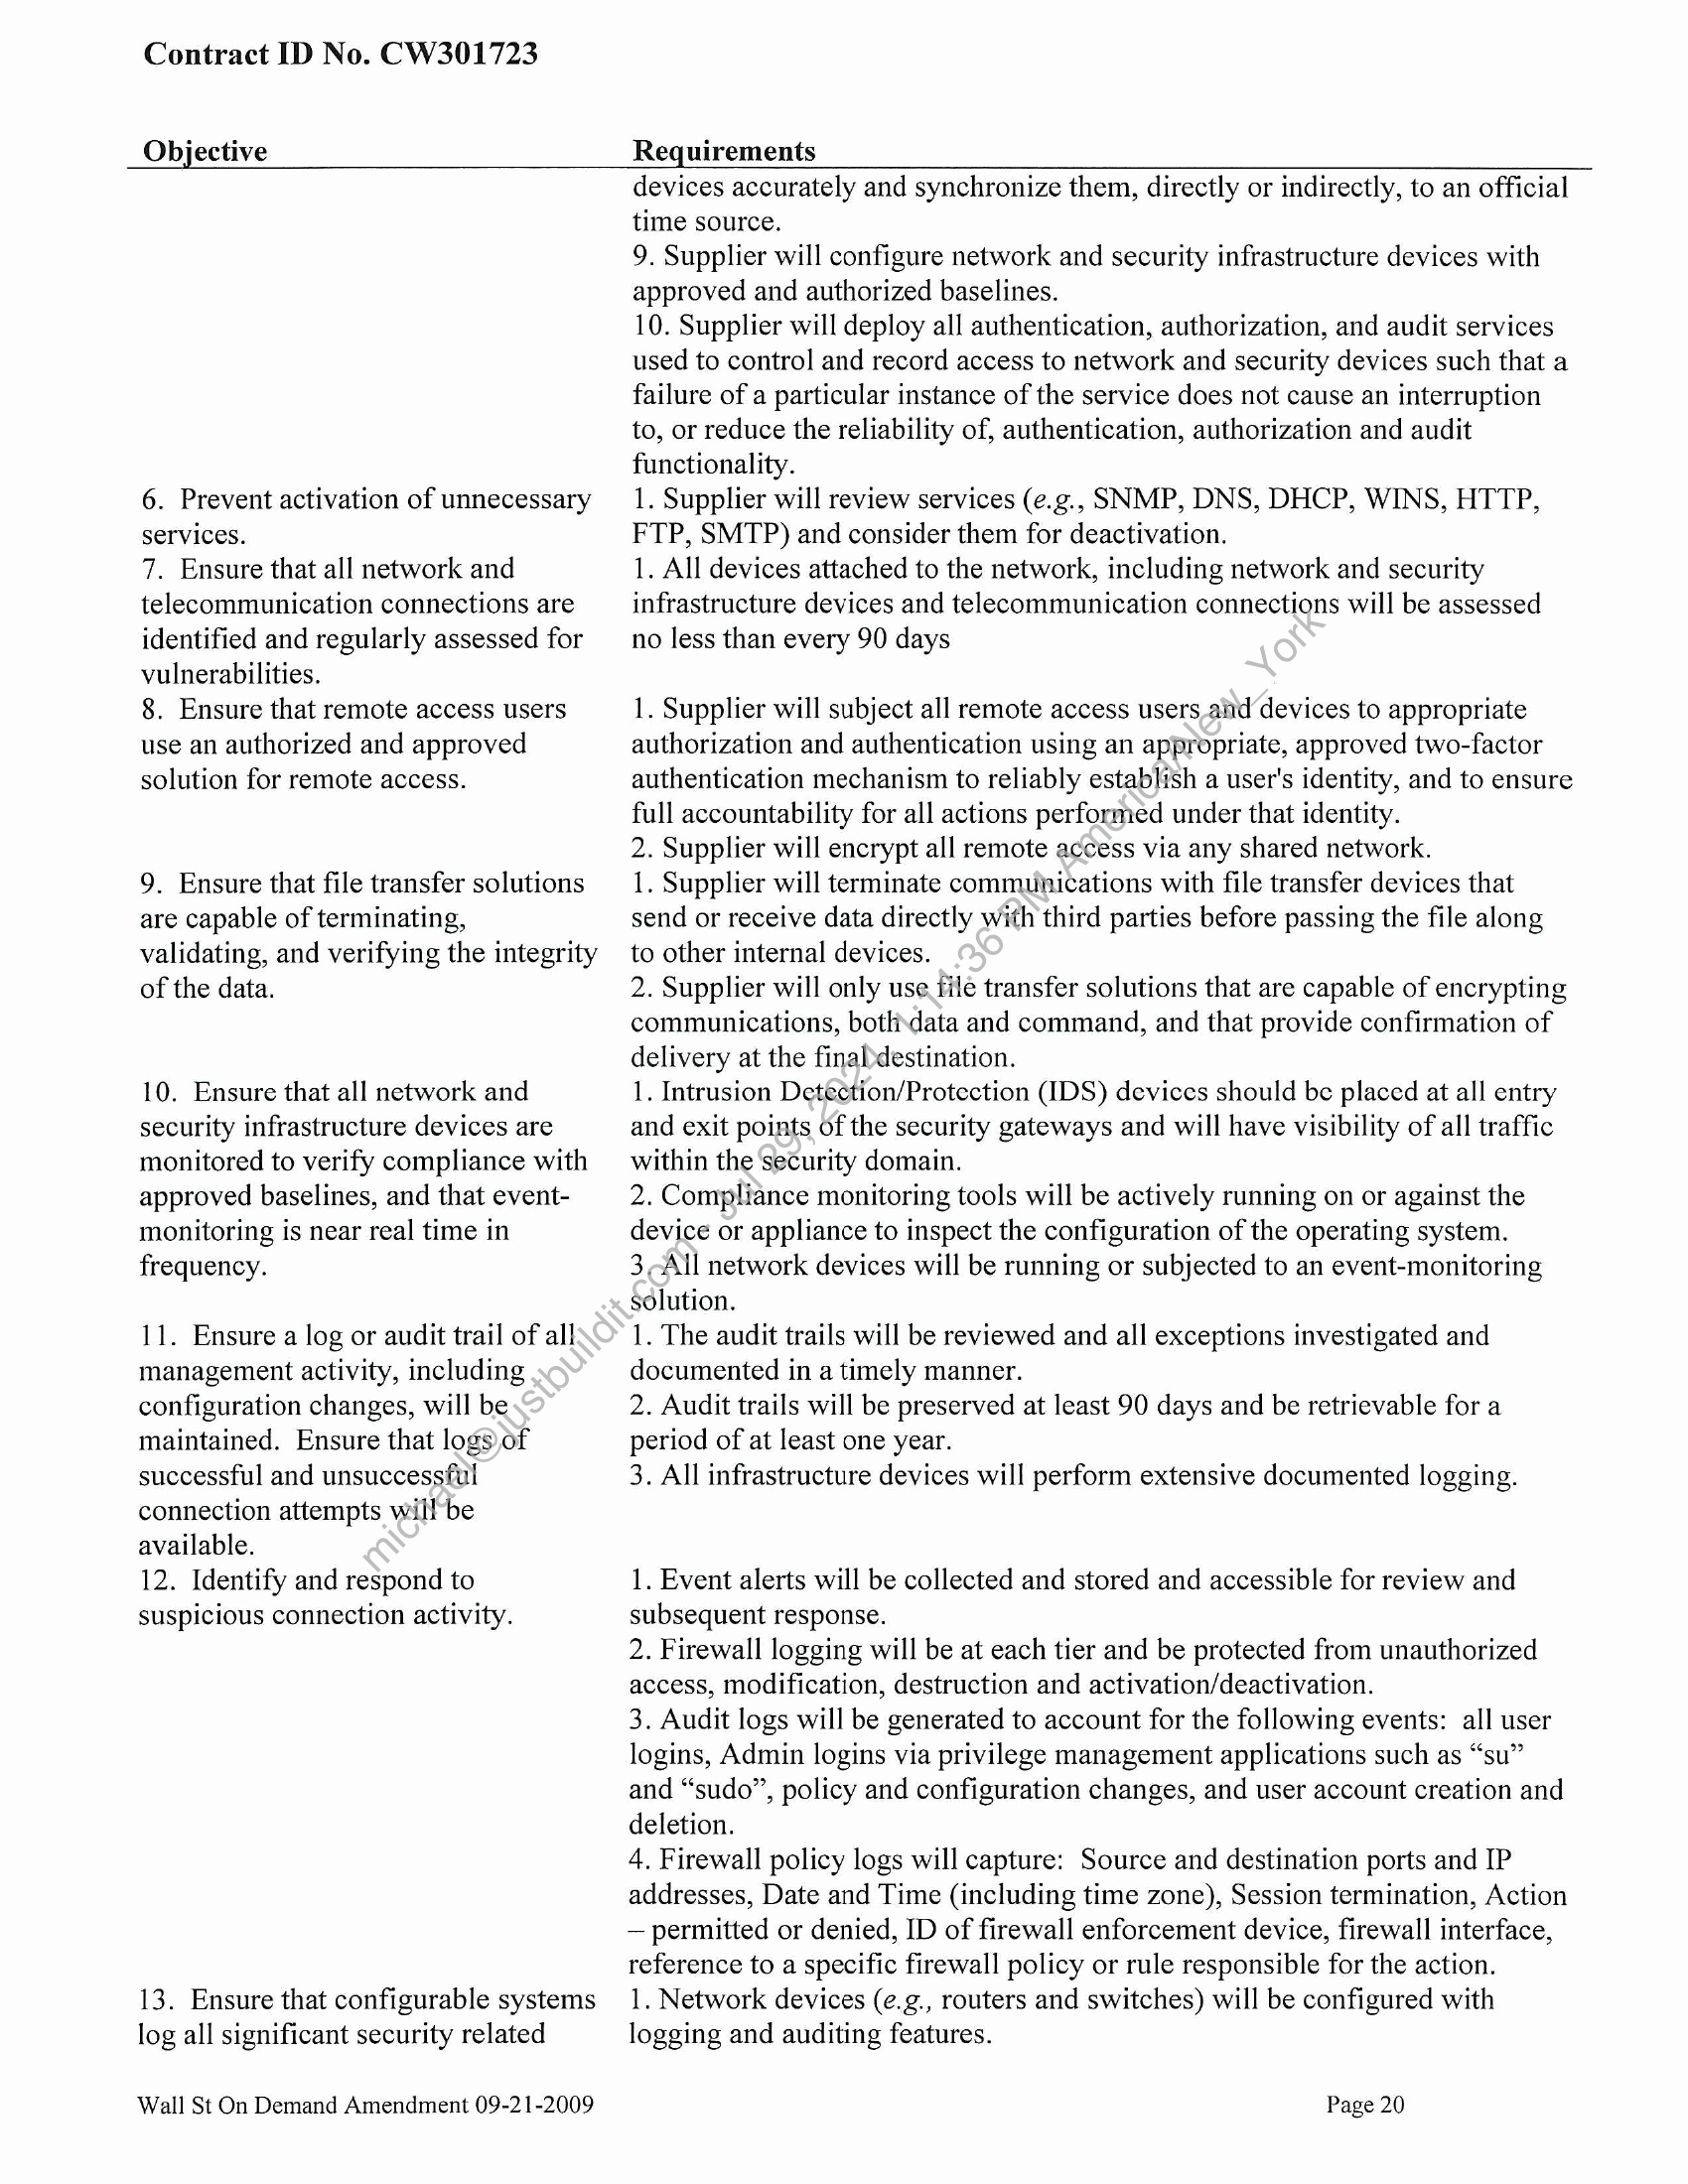 Contract ID No. CW301723
Objective
Requirements
devices accurately and synchronize them, directly or indirectly, to an official
time source.
9. Supplier will configure network and security infrastructure devices with
approved and authorized baselines.
10. Supplier will deploy all authentication, authorization, and audit services
used to control and record access to network and security devices such that a
failure of a particular instance of the service does not cause an interruption
to, or reduce the reliability of, authentication, authorization and audit
functionality.
6. Prevent activation of unnecessary
services.
1. Supplier will review services (e.g., SNMP, DNS, DHCP, WINS, HTTP,
FTP, SMTP) and consider them for deactivation.
7. Ensure that all network and
telecommunication connections are
identified and regularly assessed for
vulnerabilities.
1. All devices attached to the network, including network and security
infrastructure devices and telecommunication connections will be assessed
no less than every 90 days
8. Ensure that remote access users
use an authorized and approved
solution for remote access.
1. Supplier will subject all remote access users and devices to appropriate
authorization and authentication using an appropriate, approved two-factor
authentication mechanism to reliably establish a user's identity, and to ensure
full accountability for all actions performed under that identity.
2. Supplier will encrypt all remote access via any shared network.
9. Ensure that file transfer solutions
are capable of terminating,
validating, and verifying the integrity
of the data.
1. Supplier will terminate communications with file transfer devices that
send or receive data directly with third parties before passing the file along
to other internal devices.
2. Supplier will only use file transfer solutions that are capable of encrypting
communications, both data and command, and that provide confirmation of
delivery at the final destination.
10. Ensure that all network and
security infrastructure devices are
monitored to verify compliance with
approved baselines, and that event-
monitoring is near real time in
frequency.
1. Intrusion Detection/Protection (IDS) devices should be placed at all entry
and exit points of the security gateways and will have visibility of all traffic
within the security domain.
2. Compliance monitoring tools will be actively running on or against the
device or appliance to inspect the configuration of the operating system.
3. All network devices will be running or subjected to an event-monitoring
solution.
11. Ensure a log or audit trail of all
management activity, including
configuration changes, will be
maintained. Ensure that logs of
successful and unsuccessful
connection attempts will be
available.
1. The audit trails will be reviewed and all exceptions investigated and
documented in a timely manner.
2. Audit trails will be preserved at least 90 days and be retrievable for a
period of at least one year.
3. All infrastructure devices will perform extensive documented logging.
12. Identify and respond to
suspicious connection activity.
1. Event alerts will be collected and stored and accessible for review and
subsequent response.
2. Firewall logging will be at each tier and be protected from unauthorized
access, modification, destruction and activation/deactivation.
3. Audit logs will be generated to account for the following events: all user
logins, Admin logins via privilege management applications such as “su”
and “sudo”, policy and configuration changes, and user account creation and
deletion.
4. Firewall policy logs will capture: Source and destination ports and IP
addresses, Date and Time (including time zone), Session termination, Action
– permitted or denied, ID of firewall enforcement device, firewall interface,
reference to a specific firewall policy or rule responsible for the action.
13. Ensure that configurable systems
log all significant security related
1. Network devices (e.g., routers and switches) will be configured with
logging and auditing features.
michael@justbuildit.com - Jul 29, 2024, 1:14:36 PM America/New_York
Wall St On Demand Amendment 09-21-2009
Page 20